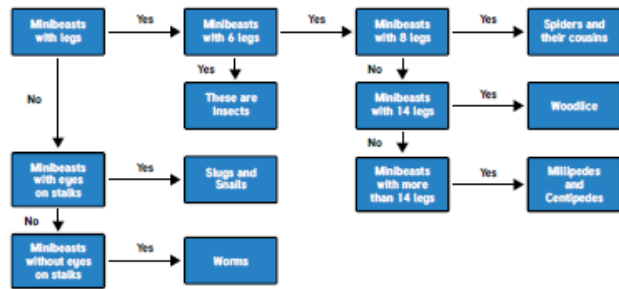 Minibeasts
with legs
Yes
Minibeasts
with 6 legs
Yes
Minibeasts
with 8 legs
Yes
Spiders and
their cousins
No
Yes
These are
Insects
No
Minibeasts
with 14 legs
Yes
Woodlice
No
Minibeasts
with eyes
on stalks
Yes
Slugs and
Snails
Minibeasts
with more
than 14 legs
Yes
Millipedes
and
Centipedes
No
Minibeasts
without eyes
on stalks
Yes
Worms